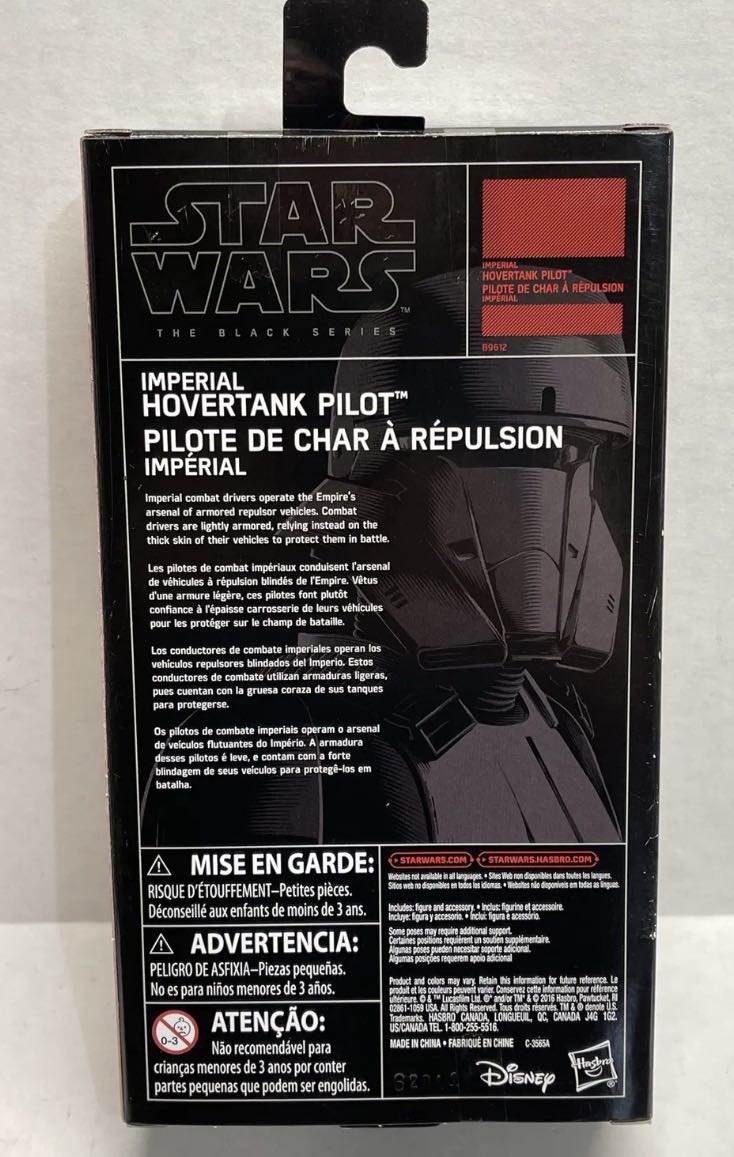 STAR
WARS™
THE BLACK SERIES
IMPERIAL
HOVERTANK PILOT™
PILOTE DE CHAR À RÉPULSION
IMPÉRIAL
B9612
IMPERIAL
HOVERTANK PILOT™
PILOTE DE CHAR À RÉPULSION
IMPÉRIAL
Imperial combat drivers operate the Empire's
arsenal of armored repulsor vehicles. Combat
drivers are lightly armored, relying instead on the
thick skin of their vehicles to protect them in battle.
Les pilotes de combat impériaux conduisent l'arsenal
de véhicules à répulsion blindés de l'Empire. Vêtus
d'une armure légère, ces pilotes font plutôt
confiance à l'épaisse carrosserie de leurs véhicules
pour les protéger sur le champ de bataille.
Los conductores de combate imperiales operan los
vehículos repulsores blindados del Imperio. Estos
conductores de combate utilizan armaduras ligeras,
pues cuentan con la gruesa coraza de sus tanques
para protegerse.
Os pilotos de combate imperiais operam o arsenal
de veículos flutuantes do Império. A armadura
desses pilotos é leve, e contam com a forte
blindagem de seus veículos para protegê-los em
batalha.
MISE EN GARDE:
RISQUE D'ÉTOUFFEMENT–Petites pièces.
Déconseillé aux enfants de moins de 3 ans.
ADVERTENCIA:
PELIGRO DE ASFIXIA–Piezas pequeñas.
No es para niños menores de 3 años.
0-3
ATENÇÃO:
Não recomendável para
crianças menores de 3 anos por conter
partes pequenas que podem ser engolidas.
STARWARS.COM STARWARS.HASBRO.COM
Websites not available in all languages. • Sites Web non disponibles dans toutes les langues.
Sitios web no disponibles en todos los idiomas. • Websites não disponíveis em todas as línguas.
Includes: figure and accessory. • Inclus: figurine et accessoire.
Incluye: figura y accesorio. • Inclui: figura e acessório.
Some poses may require additional support.
Certaines positions requièrent un soutien supplémentaire.
Algunas poses pueden necesitar soporte adicional.
Algumas posições requerem apoio adicional
Product and colors may vary. Retain this information for future reference. Le
produit et les couleurs peuvent varier. Conservez cette information pour référence
ultérieure. © & ™ Lucasfilm Ltd. ®* and/or TM* & © 2016 Hasbro, Pawtucket, RI
02861-1059 USA. All Rights Reserved. Tous droits réservés. TM & ® denote U.S.
Trademarks. HASBRO CANADA, LONGUEUIL, QC, CANADA J4G 1G2.
US/CANADA TEL. 1-800-255-5516.
MADE IN CHINA • FABRIQUÉ EN CHINE C-3565A
Disney
Hasbro®